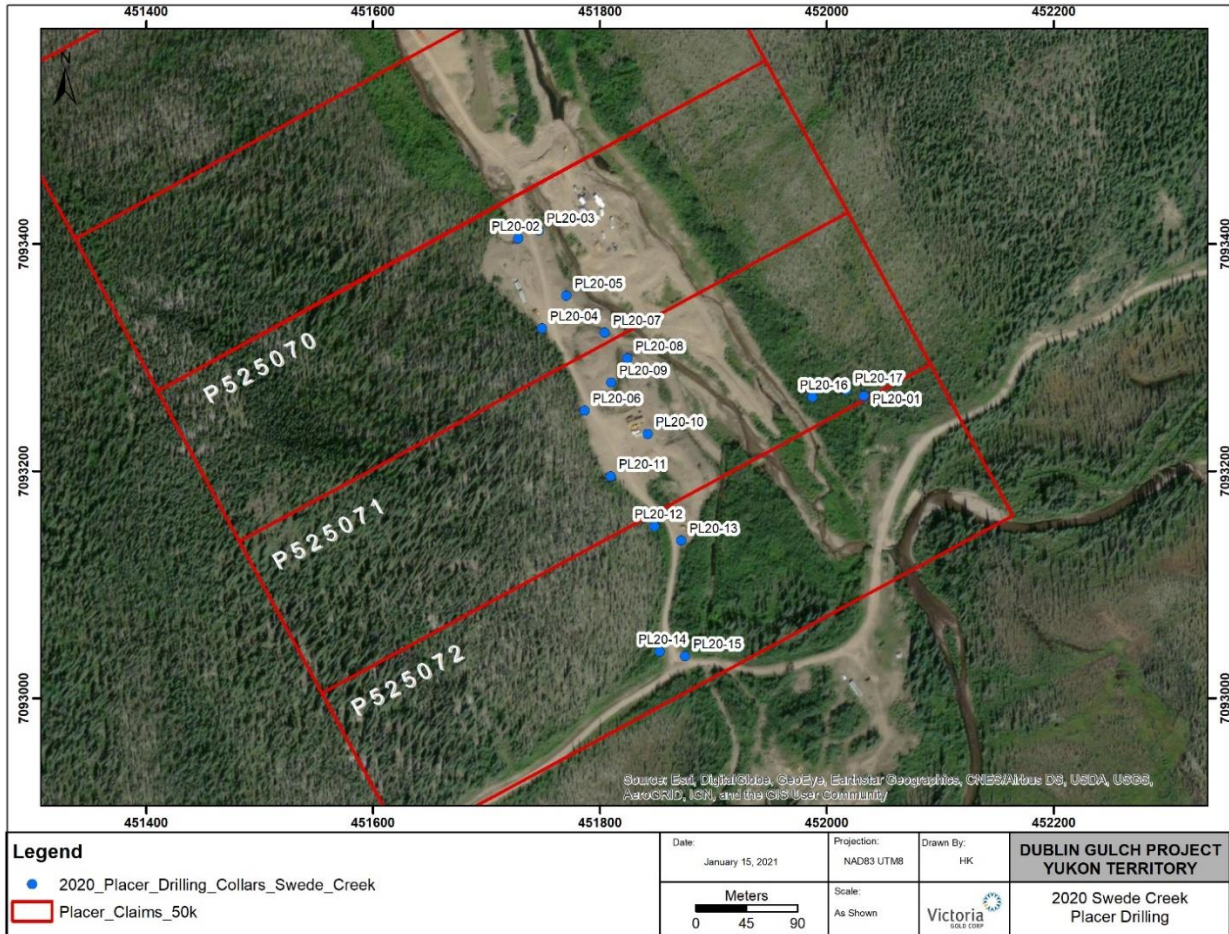 451400 451600 451800 452000 452200
N
7093400 7093400
PL20-02 PL20-03
PL20-05
PL20-04 PL20-07
PL20-08
P525070
PL20-09
PL20-16 PL20-17
PL20-06 PL20-01
PL20-10
7093200 7093200
PL20-11
P525071
PL20-12
PL20-13
PL20-14 PL20-15
P525072
7093000 7093000
Source: Esri, DigitalGlobe, GeoEye, Earthstar Geographics, CNES/Airbus DS, USDA, USGS,
AeroGRID, IGN, and the GIS User Community
451400 451600 451800 452000 452200
Legend
2020_Placer_Drilling_Collars_Swede_Creek
Placer_Claims_50k
Date:
January 15, 2021
Meters
0 45 90
Projection:
NAD83 UTM8
Scale:
As Shown
Drawn By:
HK
Victoria
GOLD CORP
DUBLIN GULCH PROJECT
YUKON TERRITORY
2020 Swede Creek
Placer Drilling